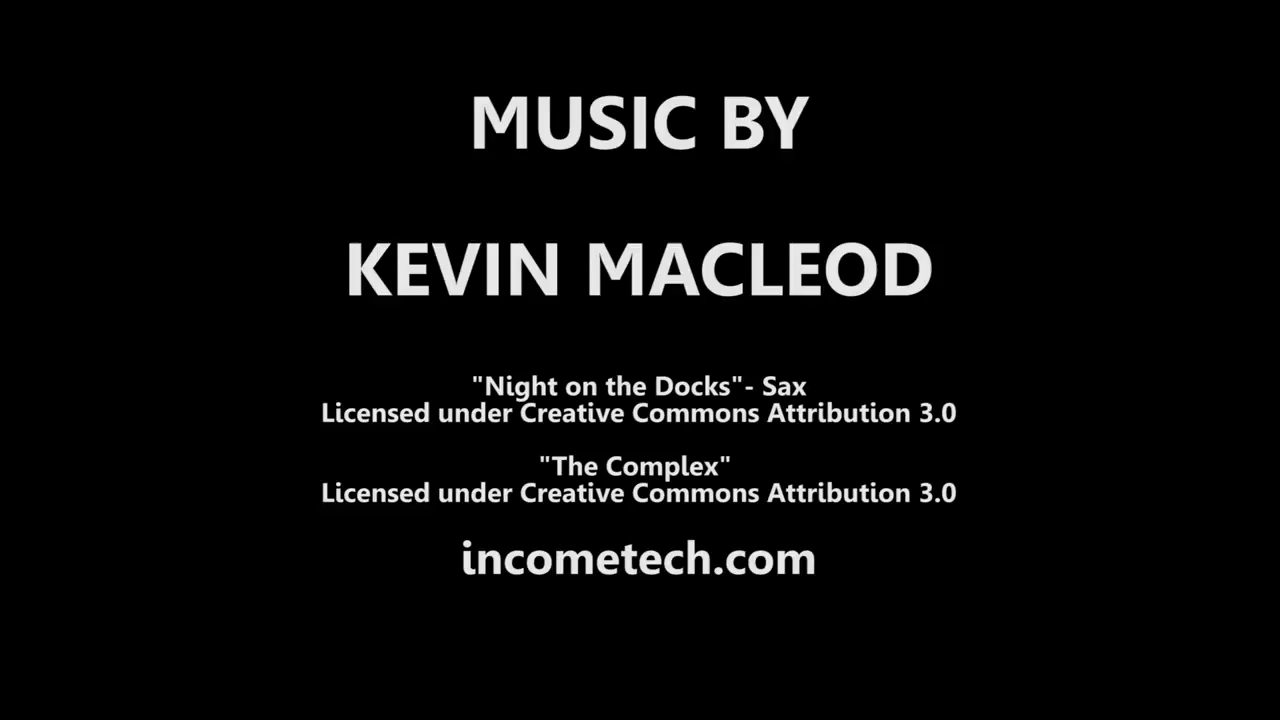 MUSIC BY
KEVIN MACLEOD
"Night on the Docks"- Sax
Licensed under Creative Commons Attribution 3.0
"The Complex"
Licensed under Creative Commons Attribution 3.0
incometech.com